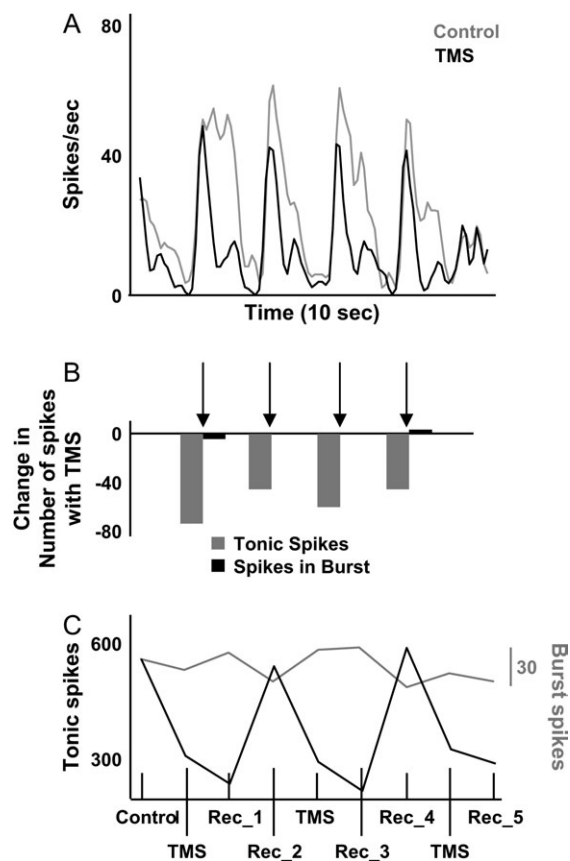 A
80
Control
TMS
Spikes/sec
40
0
Time (10 sec)
B
Change in
Number of spikes
with TMS
0
-40
-80
Tonic Spikes
Spikes in Burst
C
600
Tonic spikes
300
30
Burst spikes
Control
Rec_1
TMS
Rec_4
Rec_5
TMS
Rec_2
Rec_3
TMS